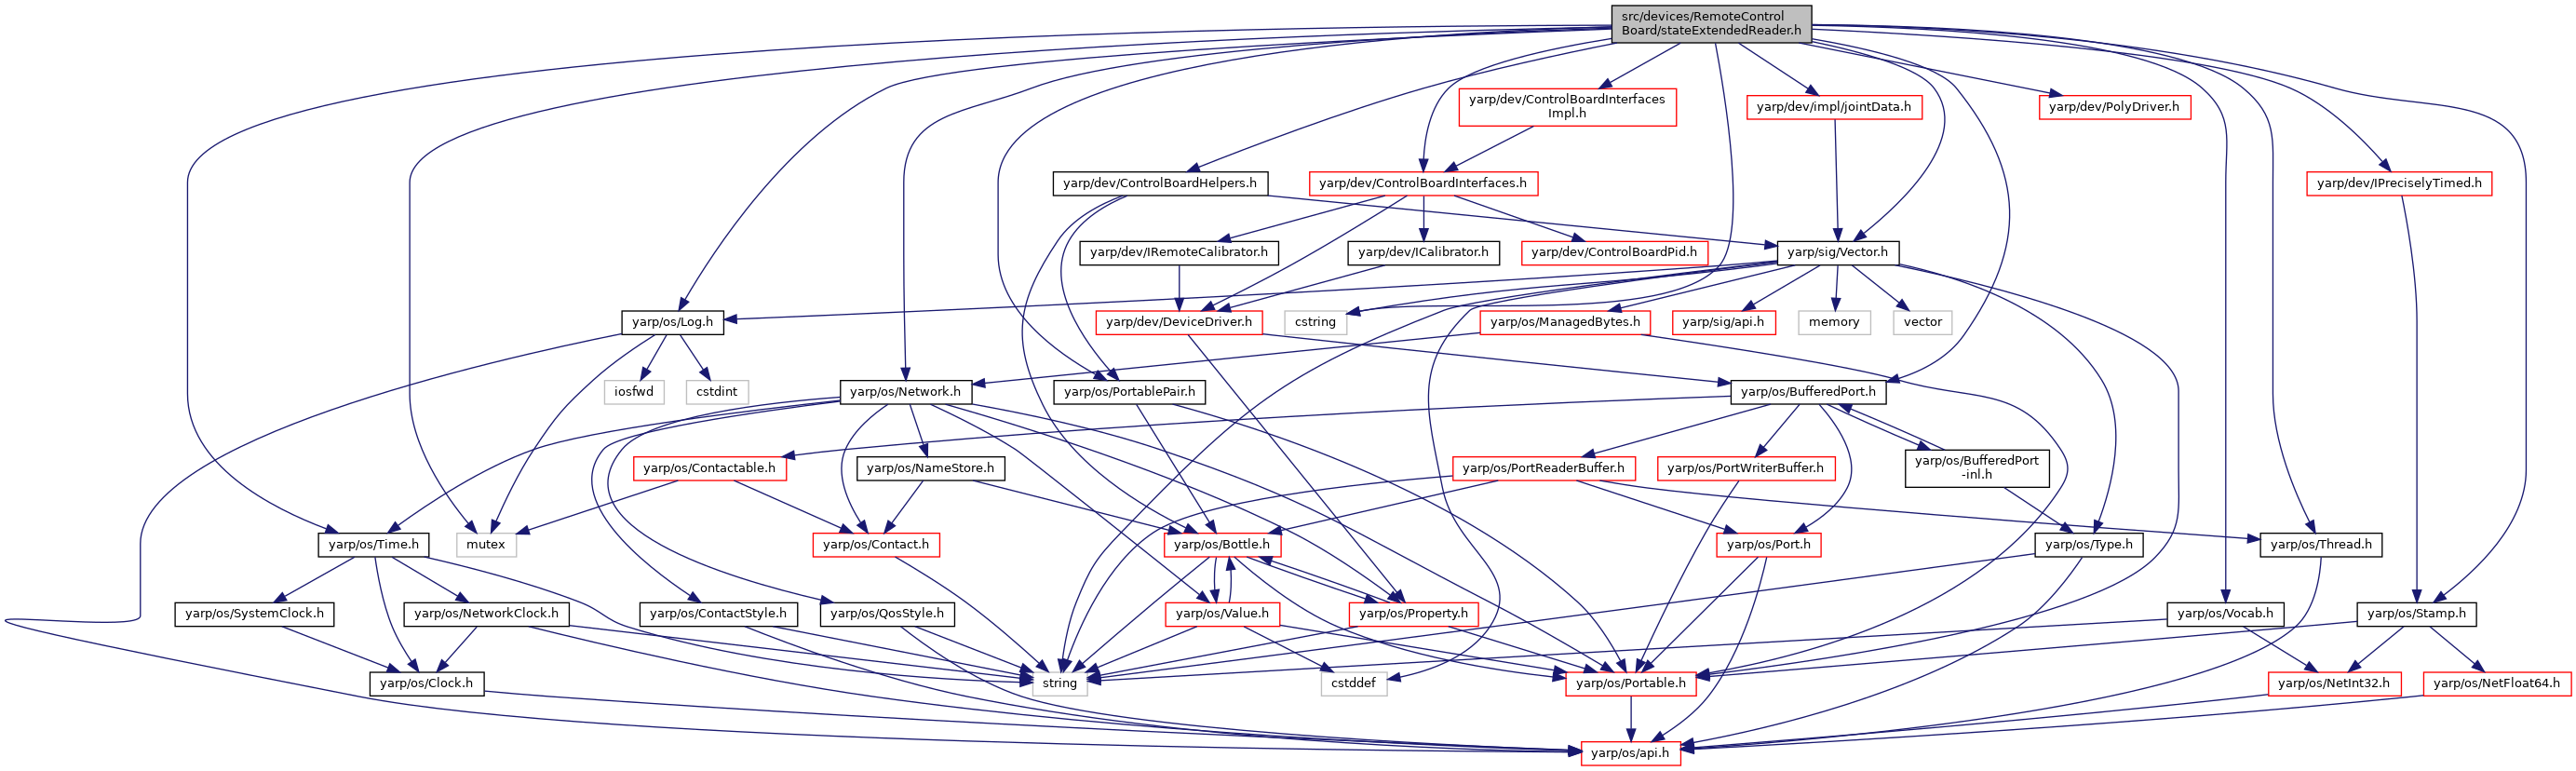 src/devices/RemoteControl
Board/stateExtendedReader.h
yarp/dev/ControlBoardInterfaces
Impl.h
yarp/dev/impl/jointData.h
yarp/dev/PolyDriver.h
yarp/dev/ControlBoardHelpers.h
yarp/dev/ControlBoardInterfaces.h
yarp/dev/IPreciselyTimed.h
yarp/dev/IRemoteCalibrator.h
yarp/dev/ICalibrator.h
yarp/dev/ControlBoardPid.h
yarp/sig/Vector.h
yarp/os/Log.h
yarp/dev/DeviceDriver.h
cstring
yarp/os/ManagedBytes.h
yarp/sig/api.h
memory
vector
iosfwd
cstdint
yarp/os/Network.h
yarp/os/PortablePair.h
yarp/os/BufferedPort.h
yarp/os/Contactable.h
yarp/os/NameStore.h
yarp/os/PortReaderBuffer.h
yarp/os/PortWriterBuffer.h
yarp/os/BufferedPort
-inl.h
yarp/os/Time.h
mutex
yarp/os/Contact.h
yarp/os/Bottle.h
yarp/os/Port.h
yarp/os/Type.h
yarp/os/Thread.h
yarp/os/SystemClock.h
yarp/os/NetworkClock.h
yarp/os/ContactStyle.h
yarp/os/QosStyle.h
yarp/os/Value.h
yarp/os/Property.h
yarp/os/Vocab.h
yarp/os/Stamp.h
yarp/os/Clock.h
string
cstddef
yarp/os/Portable.h
yarp/os/NetInt32.h
yarp/os/NetFloat64.h
yarp/os/api.h